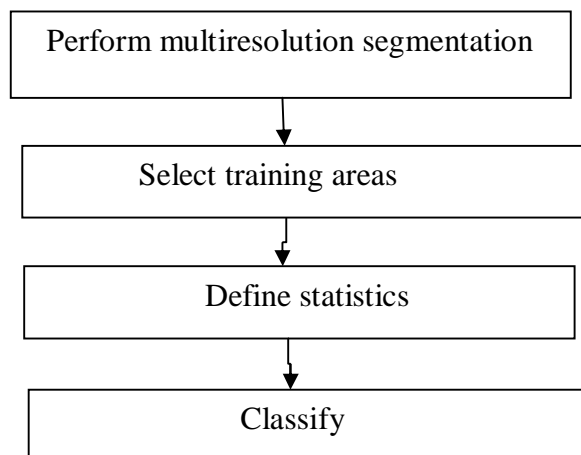 Perform multiresolution segmentation
Select training areas
Define statistics
Classify